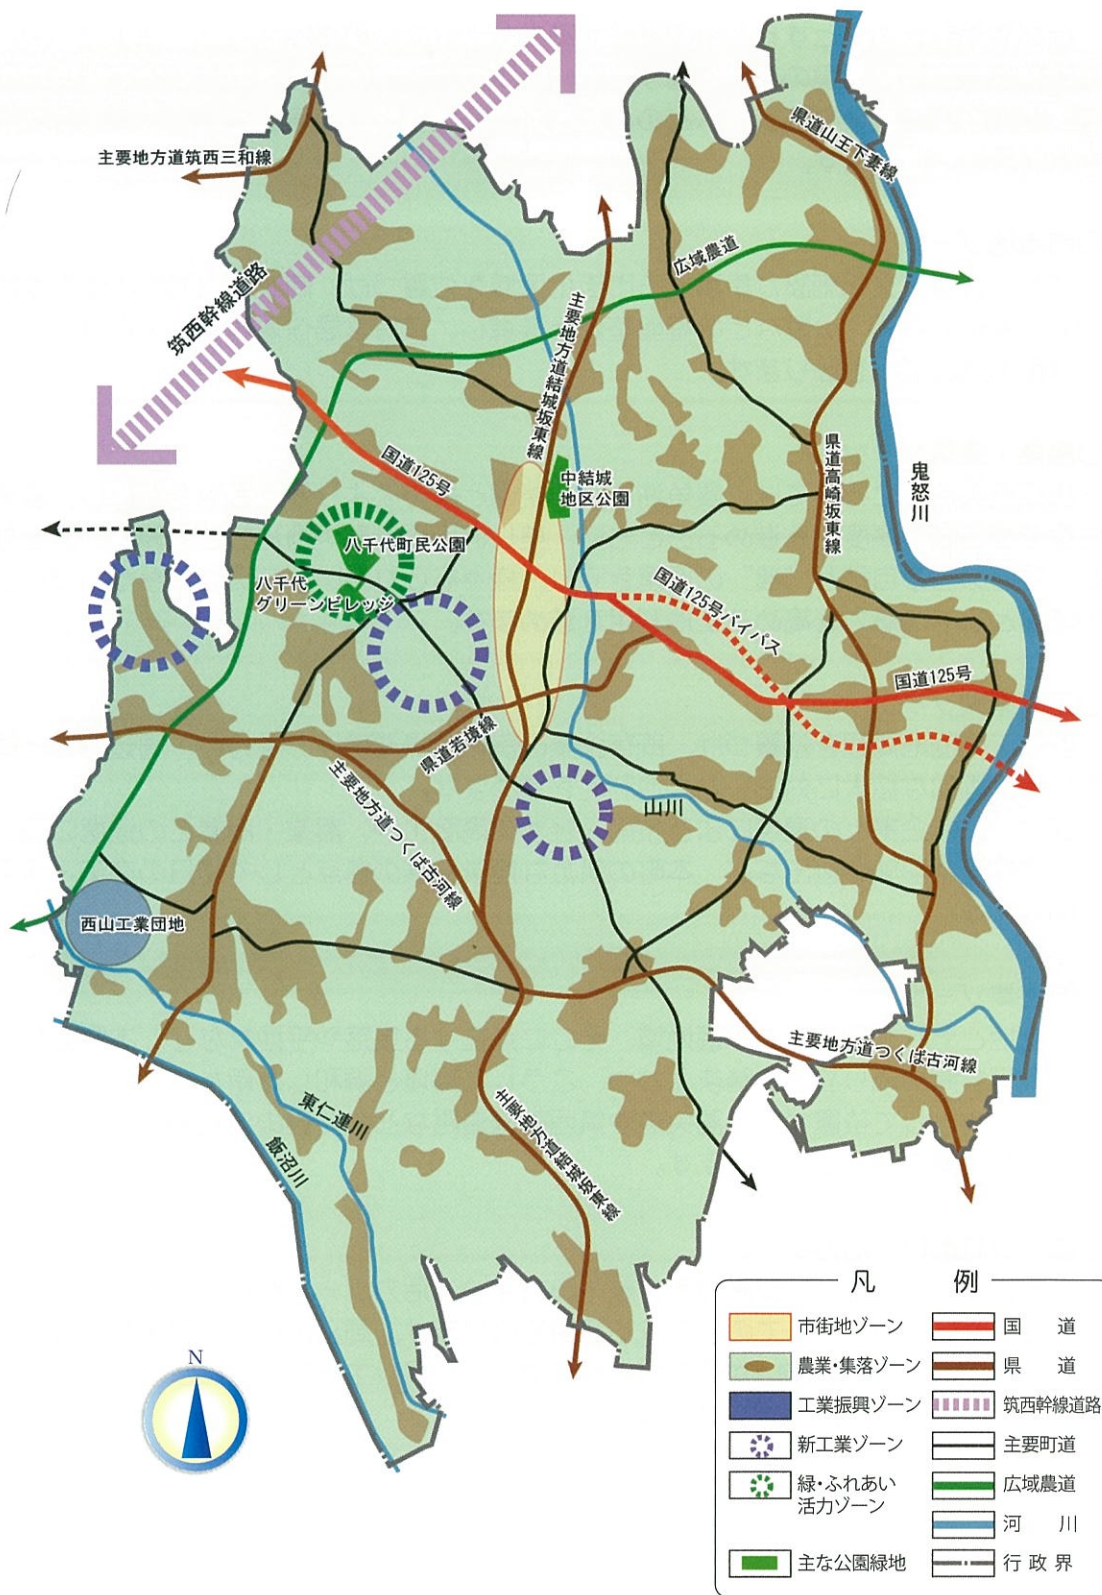 主要地方道筑西三和線
県道山王下妻線
筑西幹線道路
広域農道
主要地方道結城坂東線
国道125号
中結城
地区公園
県道高崎坂東線
鬼怒川
八千代町民公園
八千代
グリーンビレッジ
国道125号バイパス
国道125号
県道若境線
主要地方道つくば古河線
山川
西山工業団地
主要地方道つくば古河線
東仁連川
飯沼川
主要地方道結城坂東線
N
凡例
市街地ゾーン
農業・集落ゾーン
工業振興ゾーン
新工業ゾーン
緑・ふれあい
活力ゾーン
主な公園緑地
国道
県道
筑西幹線道路
主要町道
広域農道
河川
行政界